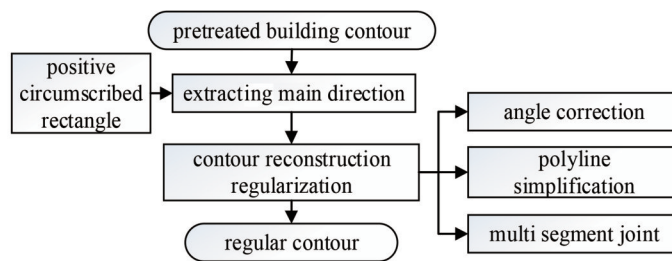 pretreated building contour
positive
circumscribed
rectangle
extracting main direction
contour reconstruction
regularization
regular contour
angle correction
polyline
simplification
multi segment joint